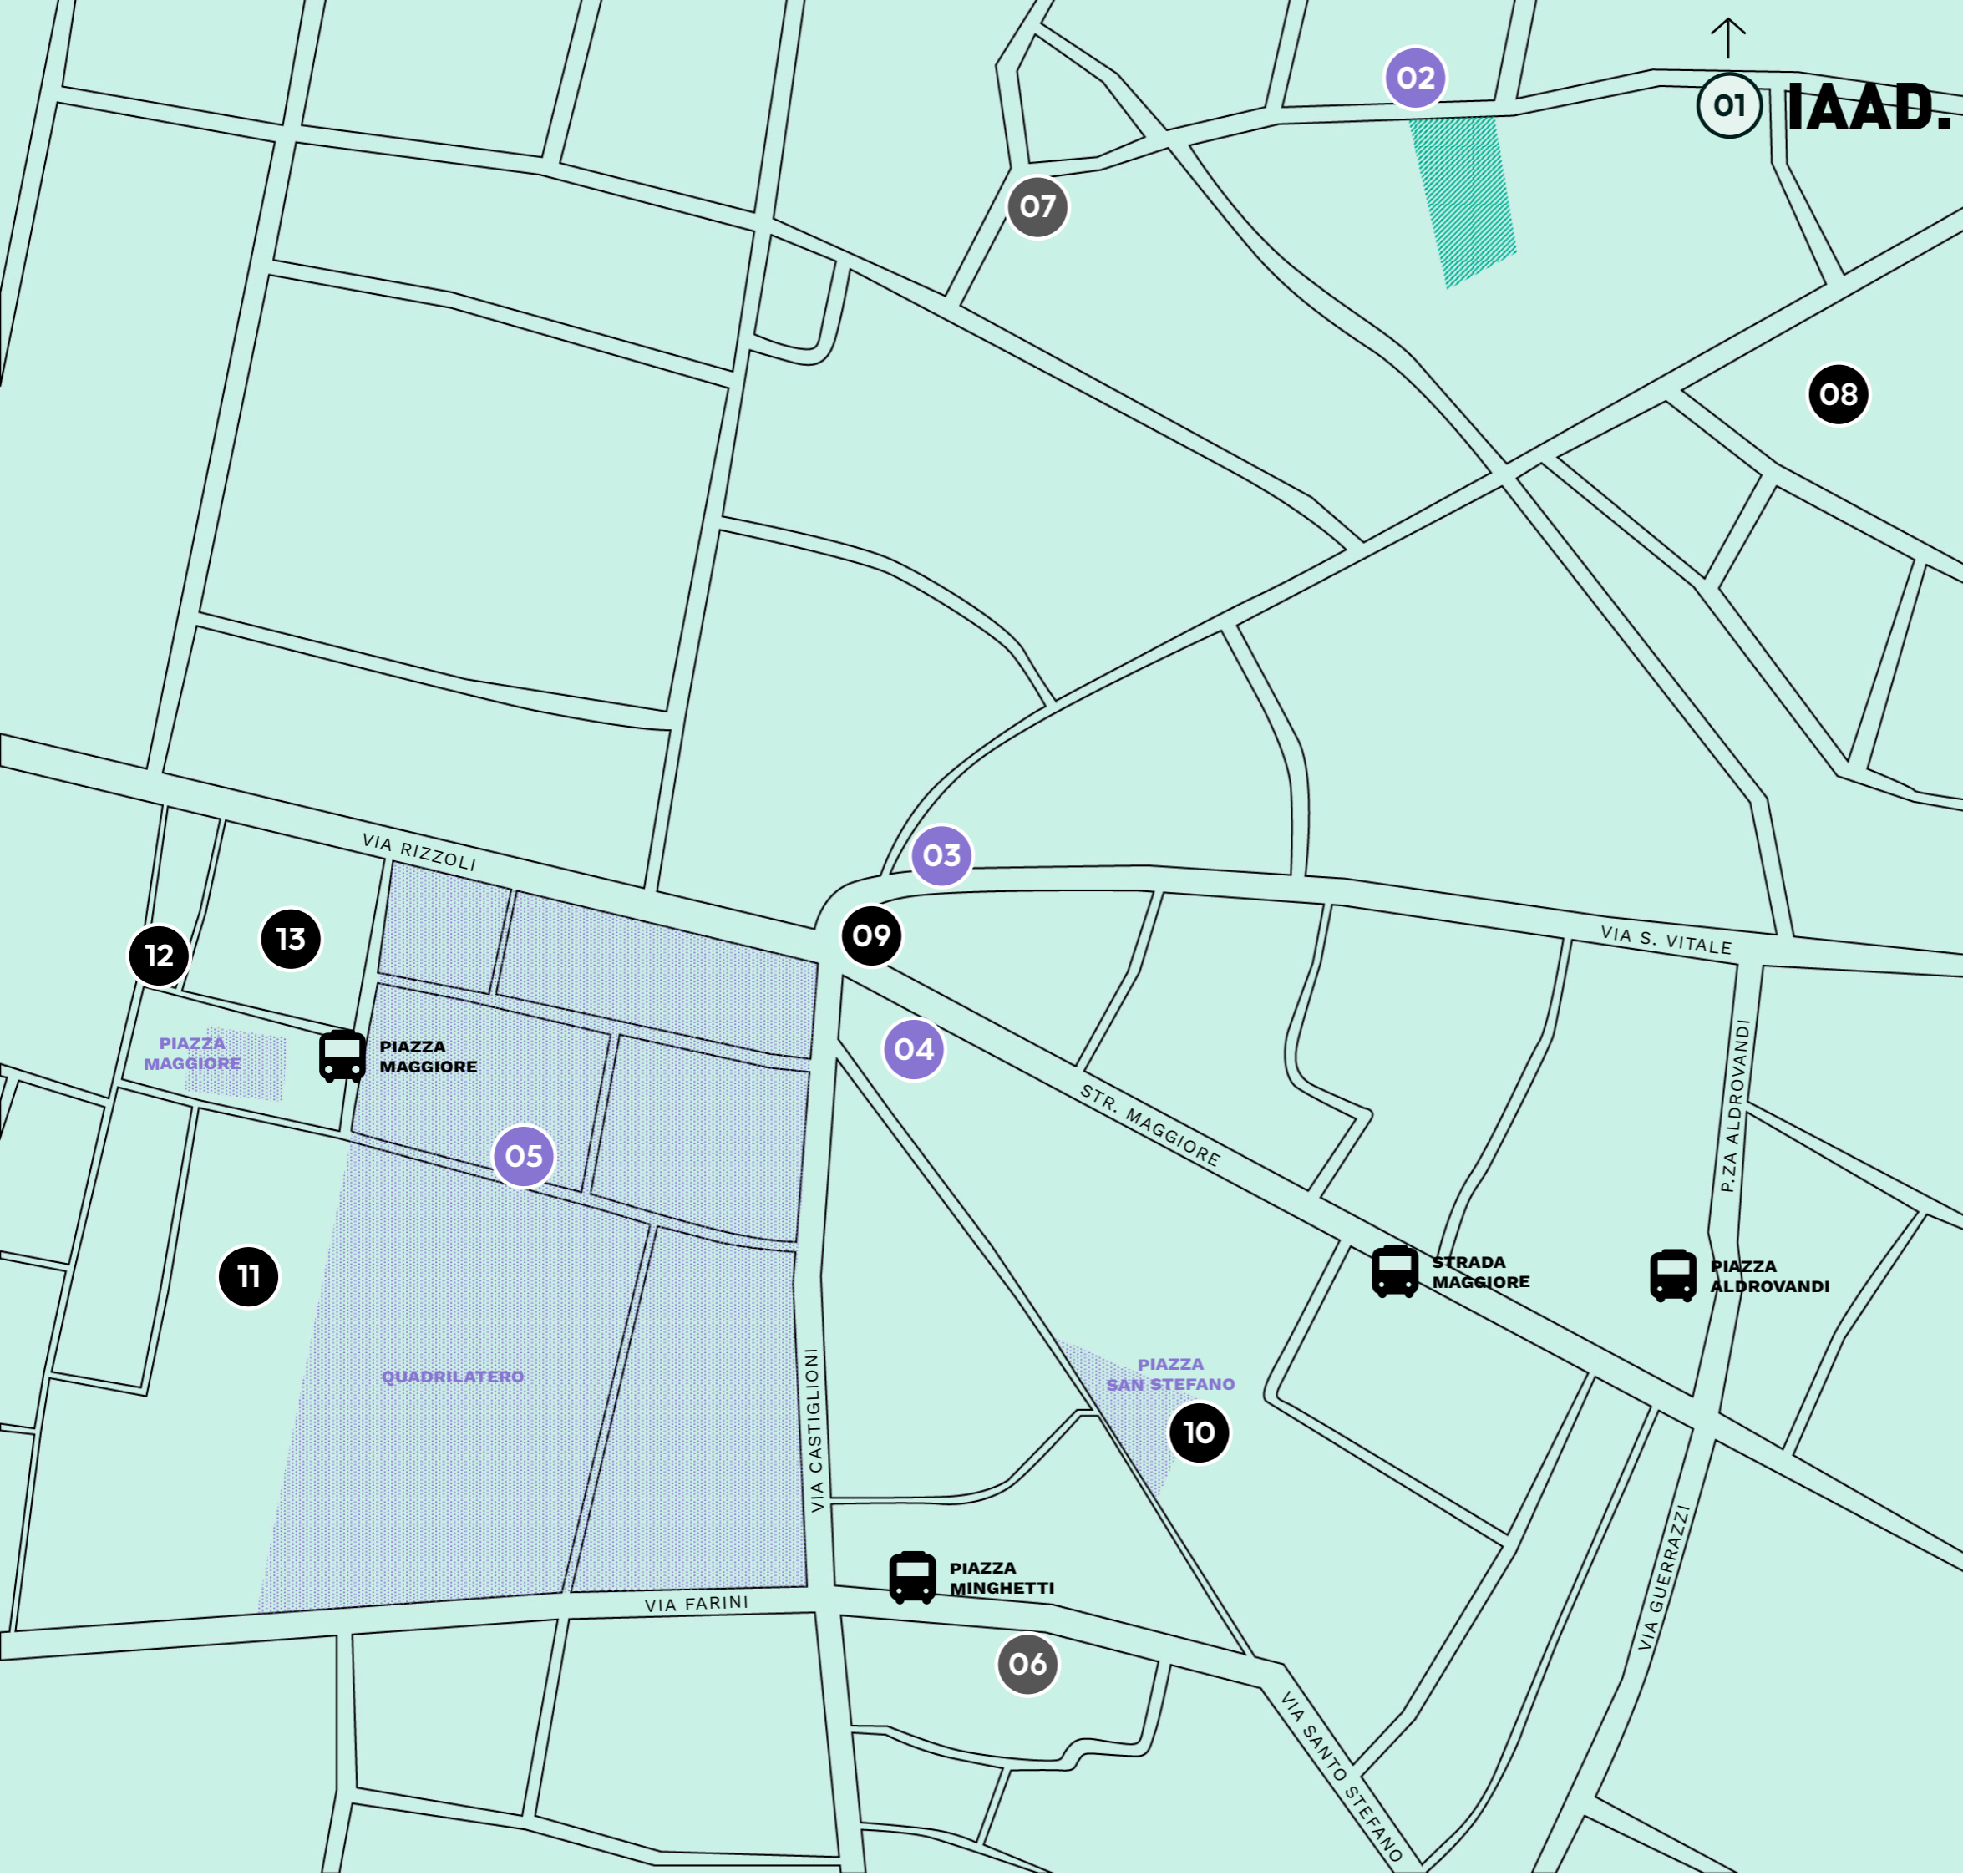 02
01 IAAD.
07
08
VIA RIZZOLI
03
09
13
12
VIA S. VITALE
04
PIAZZA
MAGGIORE
PIAZZA
MAGGIORE
STR. MAGGIORE
P.ZA ALDROVANDI
05
11
STRADA
MAGGIORE
PIAZZA
ALDROVANDI
QUADRILATERO
VIA CASTIGLIONI
PIAZZA
SAN STEFANO
10
PIAZZA
MINGHETTI
VIA FARINI
VIA GUERRAZZI
06
VIA SANTO STEFANO